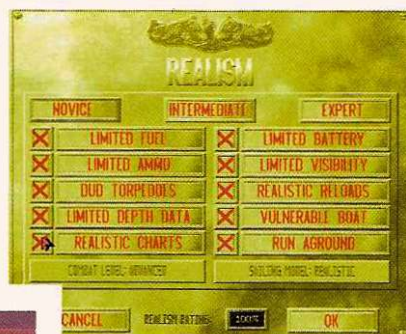 REALISM
NOVICE INTERMEDIATE EXPERT
LIMITED FUEL LIMITED BATTERY
LIMITED AMMO LIMITED VISIBILITY
DUD TORPEDOES REALISTIC RELOADS
LIMITED DEPTH DATA VULNERABLE BOAT
REALISTIC CHARTS RUN AGROUND
COMBAT LEVEL: ADVANCED SAILING MODEL: REALISTIC
CANCEL REALISM RATING: 100% OK